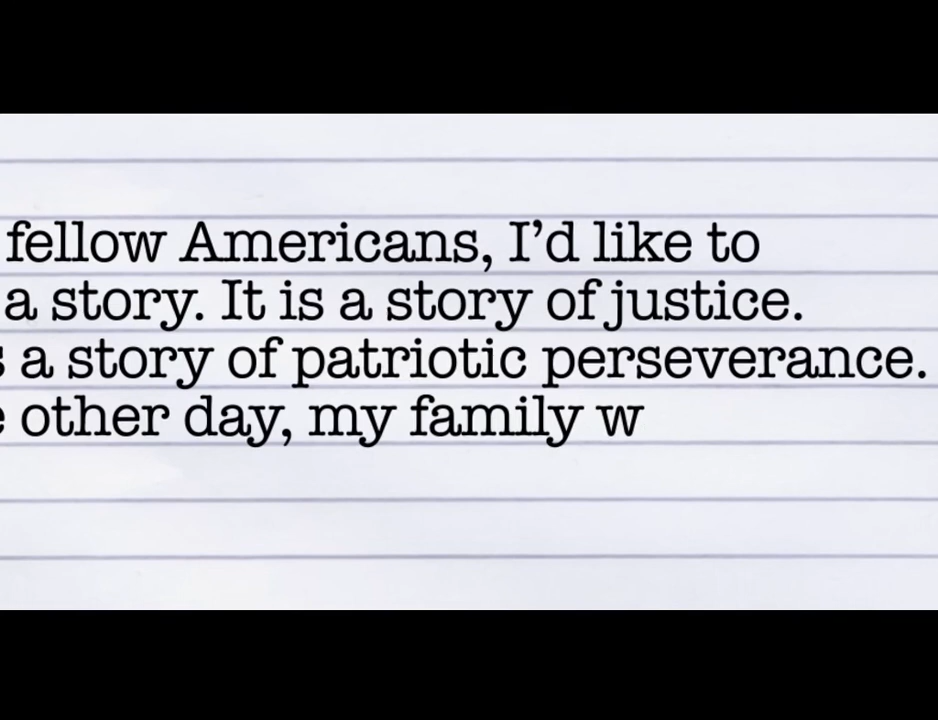 fellow Americans, I’d like to
a story. It is a story of justice.
s a story of patriotic perseverance.
e other day, my family w